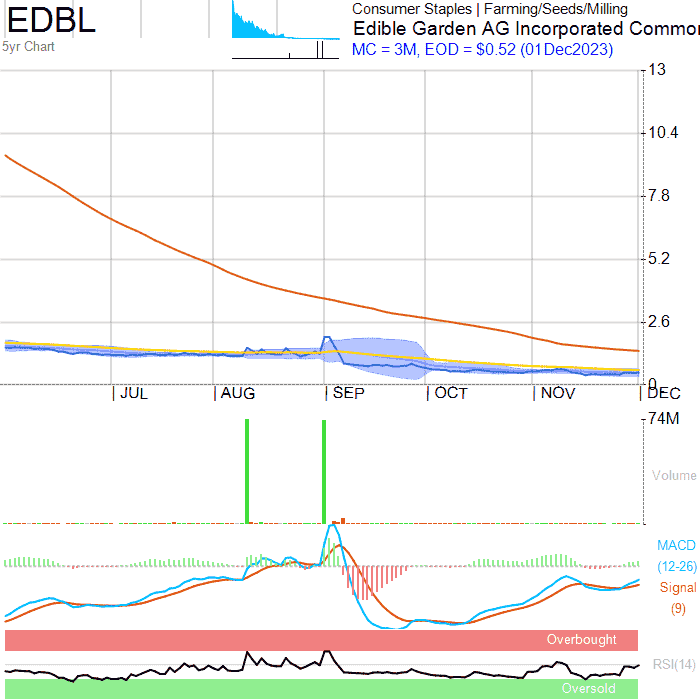 EDBL
5yr Chart
Consumer Staples | Farming/Seeds/Milling
Edible Garden AG Incorporated Common
MC = 3M, EOD = $0.52 (01Dec2023)
13
10.4
7.8
5.2
2.6
0
JUL
AUG
SEP
OCT
NOV
DEC
74M
Volume
MACD
(12-26)
Signal
(9)
Overbought
RSI(14)
Oversold